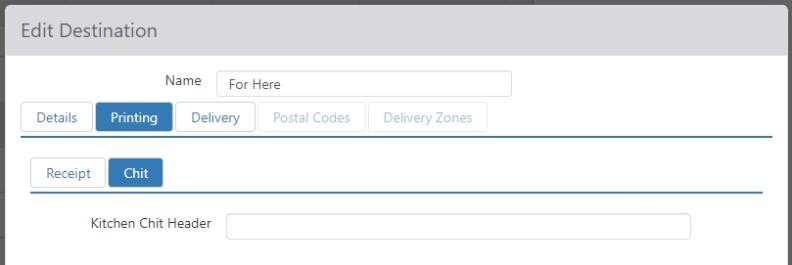 Edit Destination
Name For Here
Details Printing Delivery Postal Codes Delivery Zones
Receipt Chit
Kitchen Chit Header